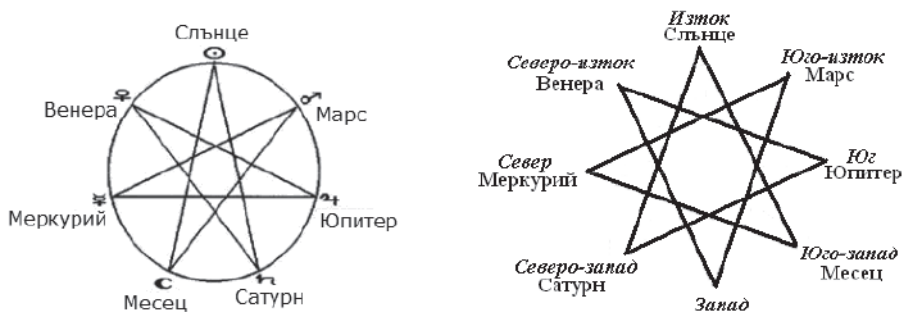 Слънце
☉
♀
♂
Венера
Марс
☿
♃
Меркурий
Юпитер
☾
♄
Месец
Сатурн
Изток
Слънце
Северо-изток
Венера
Юго-изток
Марс
Север
Меркурий
Юг
Юпитер
Северо-запад
Сатурн
Юго-запад
Месец
Запад